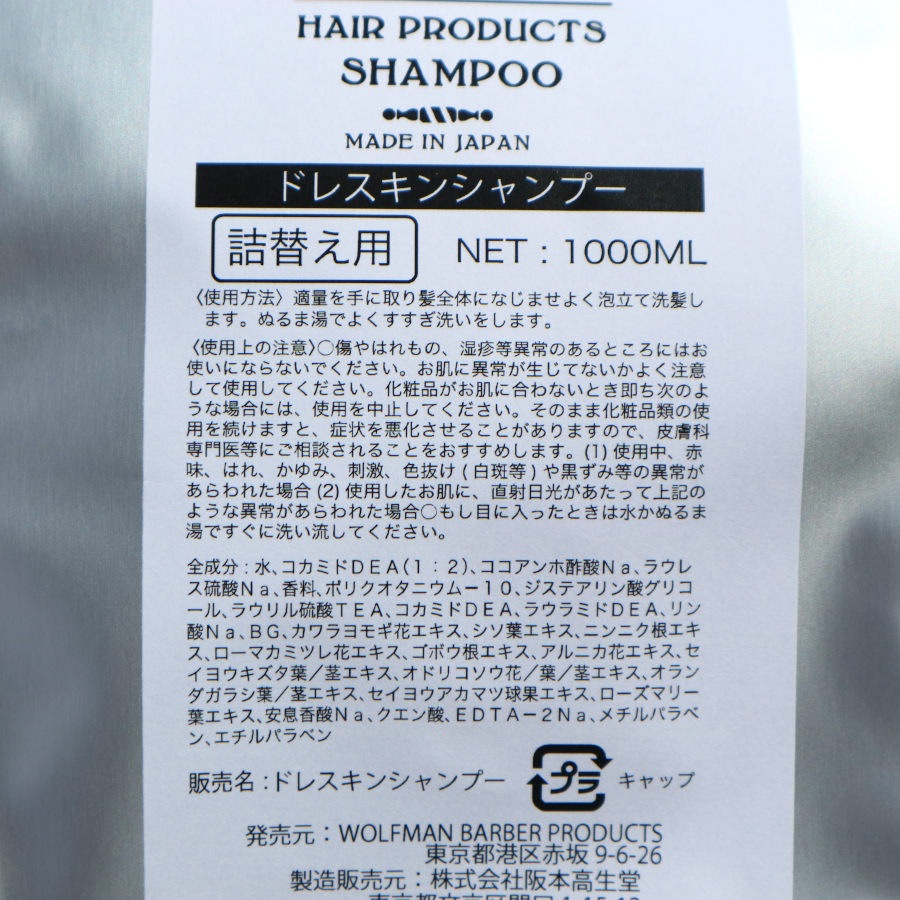 HAIR PRODUCTS
SHAMPOO
MADE IN JAPAN
ドレスキンシャンプー
詰替え用 NET : 1000ML
〈使用方法〉適量を手に取り髪全体になじませよく泡立て洗髪し
ます。ぬるま湯でよくすすぎ洗いをします。
〈使用上の注意〉○傷やはれもの、湿疹等異常のあるところにはお
使いにならないでください。お肌に異常が生じてないかよく注意
して使用してください。化粧品がお肌に合わないとき即ち次のよ
うな場合には、使用を中止してください。そのまま化粧品類の使
用を続けますと、症状を悪化させることがありますので、皮膚科
専門医等にご相談されることをおすすめします。(1) 使用中、赤
味、はれ、かゆみ、刺激、色抜け ( 白斑等 ) や黒ずみ等の異常が
あらわれた場合 (2) 使用したお肌に、直射日光があたって上記の
ような異常があらわれた場合○もし目に入ったときは水かぬるま
湯ですぐに洗い流してください。
全成分 : 水、コカミドＤＥＡ（１：２）、ココアンホ酢酸Ｎａ、ラウレ
ス硫酸Ｎａ、香料、ポリクオタニウムー１０、ジステアリン酸グリコ
ール、ラウリル硫酸ＴＥＡ、コカミドＤＥＡ、ラウラミドＤＥＡ、リン
酸Ｎａ、ＢＧ、カワラヨモギ花エキス、シソ葉エキス、ニンニク根エキ
ス、ローマカミツレ花エキス、ゴボウ根エキス、アルニカ花エキス、セ
イヨウキズタ葉／茎エキス、オドリコソウ花／葉／茎エキス、オラン
ダガラシ葉／茎エキス、セイヨウアカマツ球果エキス、ローズマリー
葉エキス、安息香酸Ｎａ、クエン酸、ＥＤＴＡ－２Ｎａ、メチルパラベ
ン、エチルパラベン
販売名 : ドレスキンシャンプー プラ キャップ
発売元 : WOLFMAN BARBER PRODUCTS
東京都港区赤坂 9-6-26
製造販売元 : 株式会社阪本高生堂